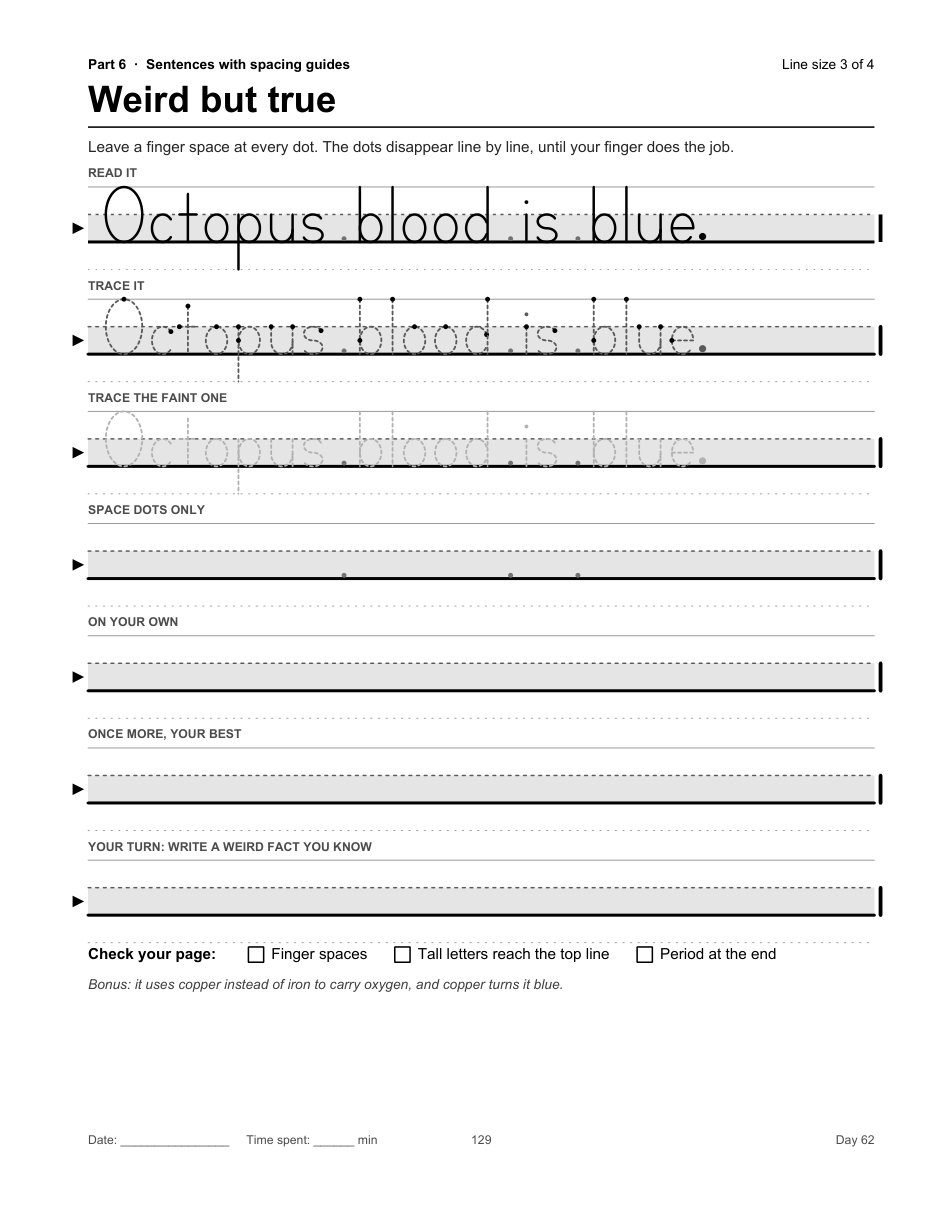 Part 6 · Sentences with spacing guides Line size 3 of 4
Weird but true
Leave a finger space at every dot. The dots disappear line by line, until your finger does the job.
READ IT
Octopus blood is blue.
TRACE IT
Octopus blood is blue.
TRACE THE FAINT ONE
Octopus blood is blue.
SPACE DOTS ONLY
ON YOUR OWN
ONCE MORE, YOUR BEST
YOUR TURN: WRITE A WEIRD FACT YOU KNOW
Check your page: Finger spaces Tall letters reach the top line Period at the end
Bonus: it uses copper instead of iron to carry oxygen, and copper turns it blue.
Date: ________________ Time spent: ______ min 129 Day 62